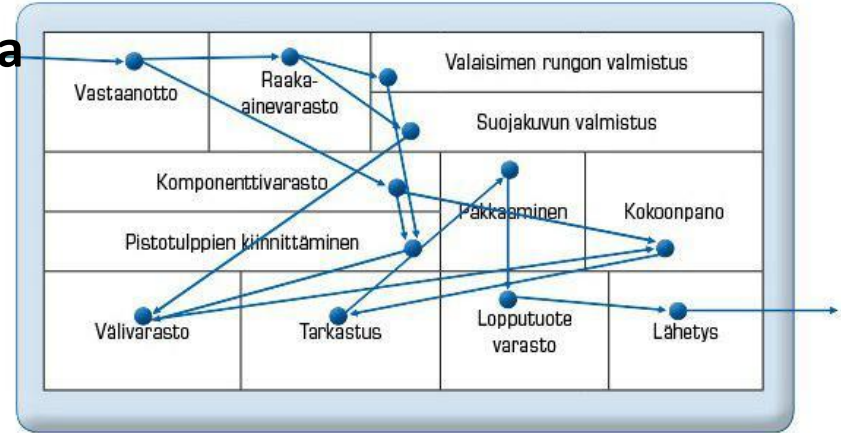 a
Vastaanotto
Raaka-
ainevarasto
Valaisimen rungon valmistus
Suojakuvun valmistus
Komponenttivarasto
Pakkaaminen
Kokoonpano
Pistotulppien kiinnittäminen
Välivarasto
Tarkastus
Lopputuote
varasto
Lähetys